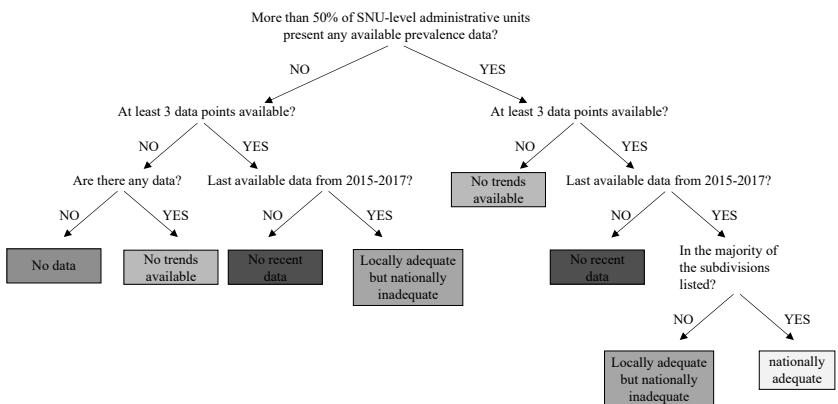 More than 50% of SNU-level administrative units
present any available prevalence data?
NO
YES
At least 3 data points available?
At least 3 data points available?
NO
YES
NO
YES
Are there any data?
Last available data from 2015-2017?
No trends
available
Last available data from 2015-2017?
NO
YES
NO
YES
NO
YES
No data
No trends
available
No recent
data
Locally adequate
but nationally
inadequate
No recent
data
In the majority of
the subdivisions
listed?
NO
YES
Locally adequate
but nationally
inadequate
nationally
adequate